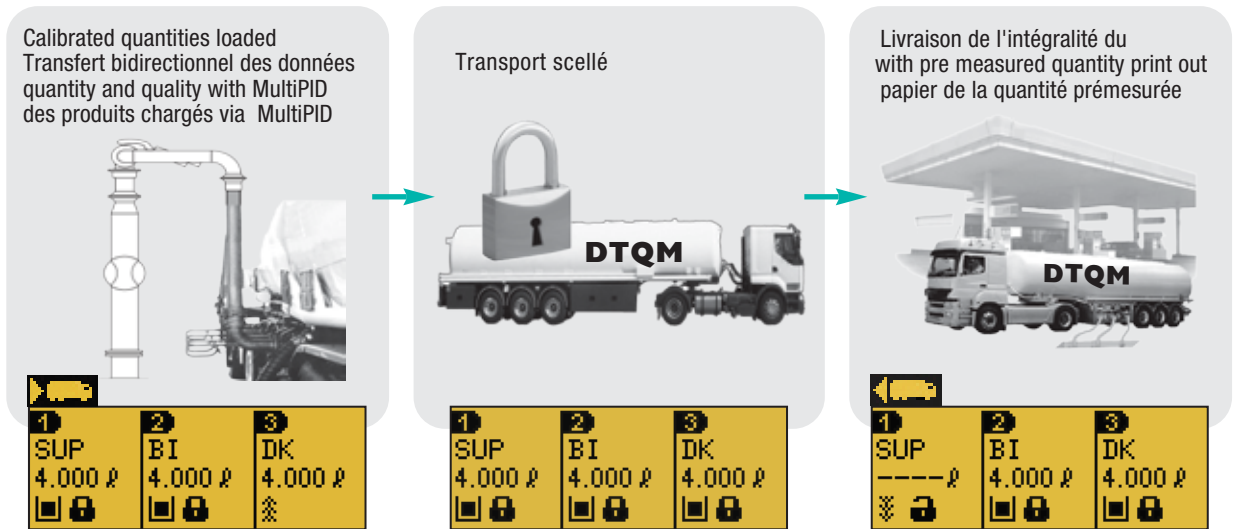 Calibrated quantities loaded
Transfert bidirectionnel des données
quantity and quality with MultiPID
des produits chargés via MultiPID
1 2 3
SUP BI DK
4.000 ℓ 4.000 ℓ 4.000 ℓ
Transport scellé
DTQM
1 2 3
SUP BI DK
4.000 ℓ 4.000 ℓ 4.000 ℓ
Livraison de l'intégralité du
with pre measured quantity print out
papier de la quantité prémesurée
DTQM
1 2 3
SUP BI DK
----ℓ 4.000 ℓ 4.000 ℓ